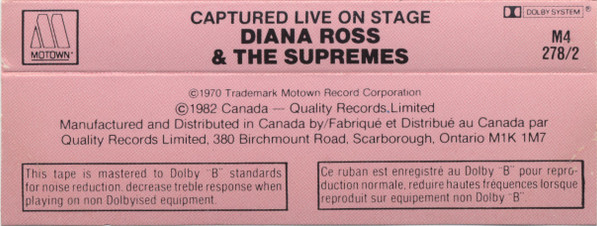 MOTOWN®
CAPTURED LIVE ON STAGE
DIANA ROSS
& THE SUPREMES
DOLBY SYSTEM®
M4
278/2
©1970 Trademark Motown Record Corporation
©1982 Canada — Quality Records, Limited
Manufactured and Distributed in Canada by/Fabriqué et Distribué au Canada par
Quality Records Limited, 380 Birchmount Road, Scarborough, Ontario M1K 1M7
This tape is mastered to Dolby "B" standards
for noise reduction, decrease treble response when
playing on non Dolbyised equipment.
Ce ruban est enregistré au Dolby "B" pour repro-
duction normale, reduire hautes fréquences lorsque
reproduit sur equipement non Dolby "B".